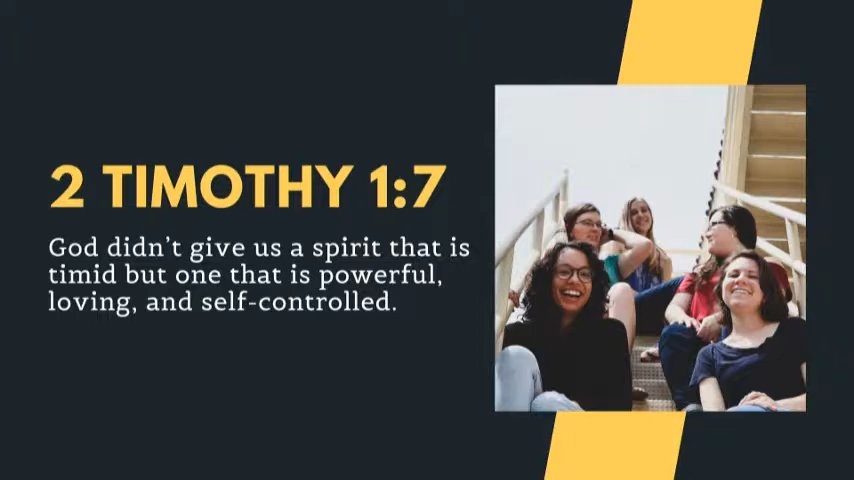 2 TIMOTHY 1:7
God didn’t give us a spirit that is
timid but one that is powerful,
loving, and self-controlled.